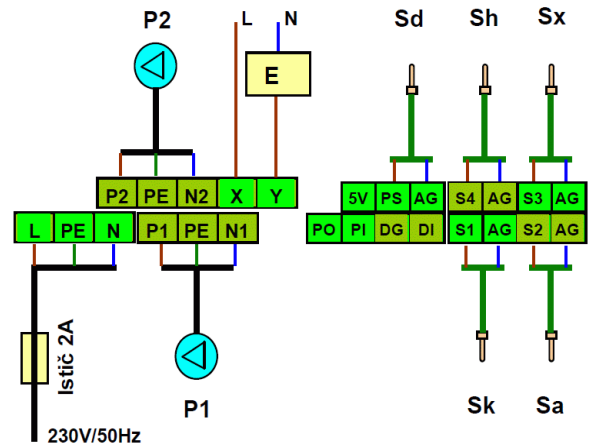 P2 L N Sd Sh Sx
E
P2 PE N2 X Y 5V PS AG S4 AG S3 AG
L PE N P1 PE N1 PO PI DG DI S1 AG S2 AG
Istič 2A
P1 Sk Sa
230V/50Hz